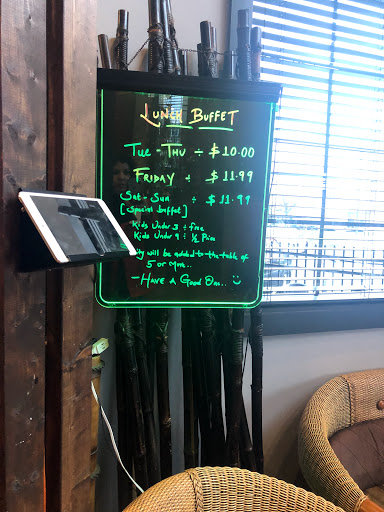 LUNCH BUFFET
TUE - THU ÷ $10.00
FRIDAY ÷ $11.99
SAT - SUN ÷ $11.99
[Special buffet]
Kids Under 3 ÷ free
Kids Under 9 ÷ ½ Price
will be added to the table of
5 or more..
- HAVE A GOOD ONE..